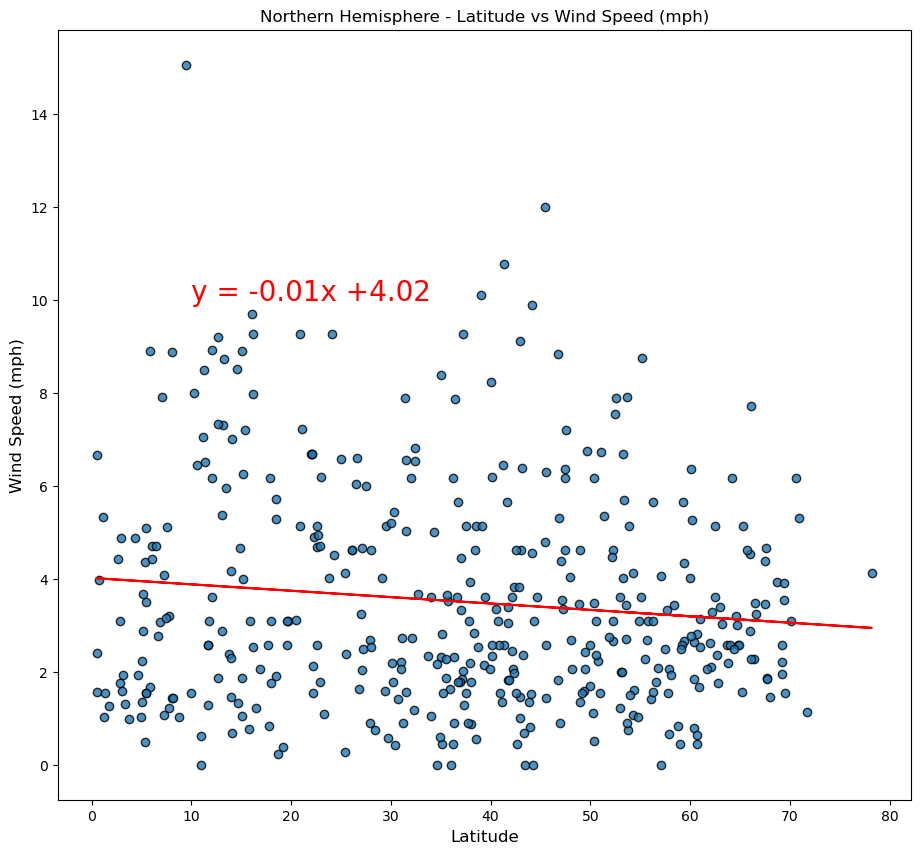 Northern Hemisphere - Latitude vs Wind Speed (mph)
Wind Speed (mph)
14
12
10
8
6
4
2
0
y = -0.01x +4.02
0 10 20 30 40 50 60 70 80
Latitude